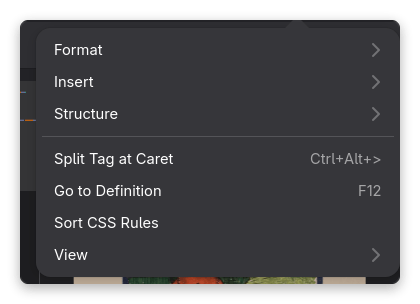 Format
Insert
Structure
Split Tag at Caret Ctrl+Alt+>
Go to Definition F12
Sort CSS Rules
View